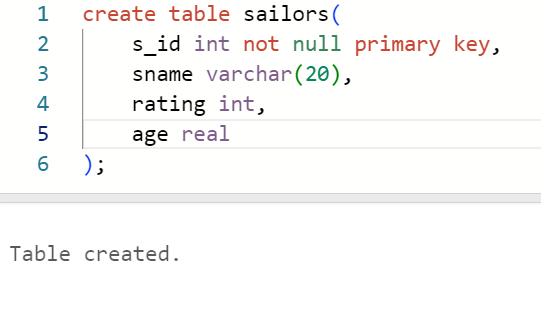 1 create table sailors(
2 s_id int not null primary key,
3 sname varchar(20),
4 rating int,
5 age real
6 );
Table created.